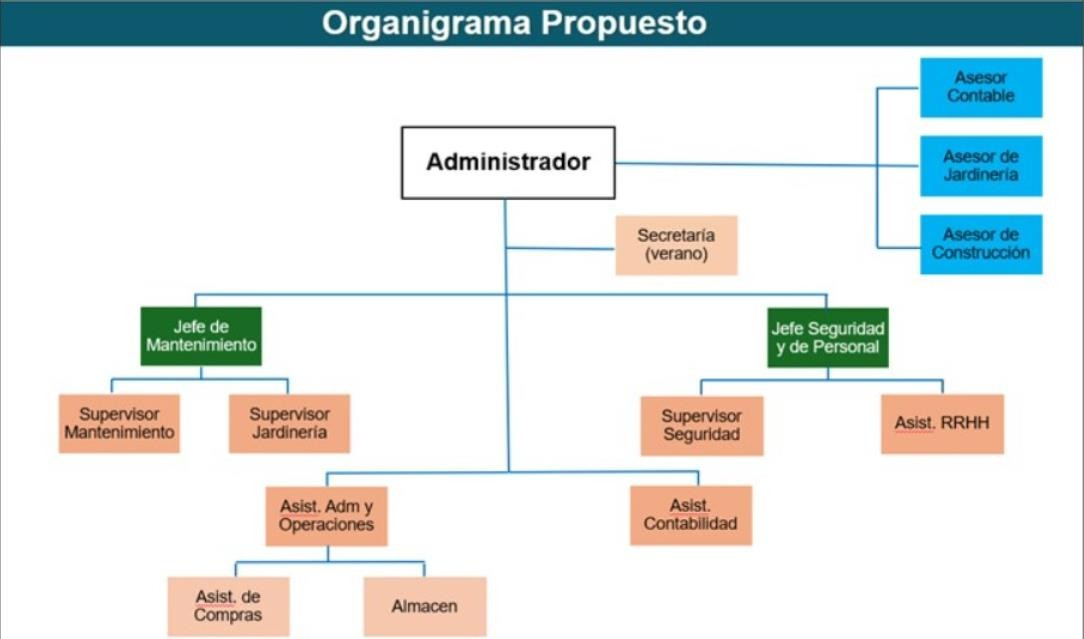 Organigrama Propuesto
Asesor
Contable
Administrador
Asesor de
Jardinería
Secretaría
(verano)
Asesor de
Construcción
Jefe de
Mantenimiento
Jefe Seguridad
y de Personal
Supervisor
Mantenimiento
Supervisor
Jardinería
Supervisor
Seguridad
Asist. RRHH
Asist. Adm y
Operaciones
Asist.
Contabilidad
Asist. de
Compras
Almacen